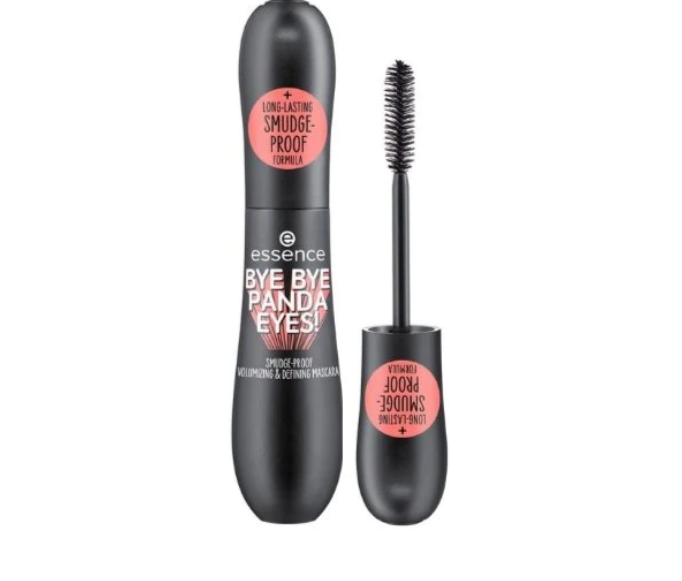 +
LONG-LASTING
SMUDGE-
PROOF
FORMULA
e
essence
BYE BYE
PANDA
EYES!
SMUDGE-PROOF
VOLUMIZING & DEFINING MASCARA
+
LONG-LASTING
SMUDGE-
PROOF
FORMULA